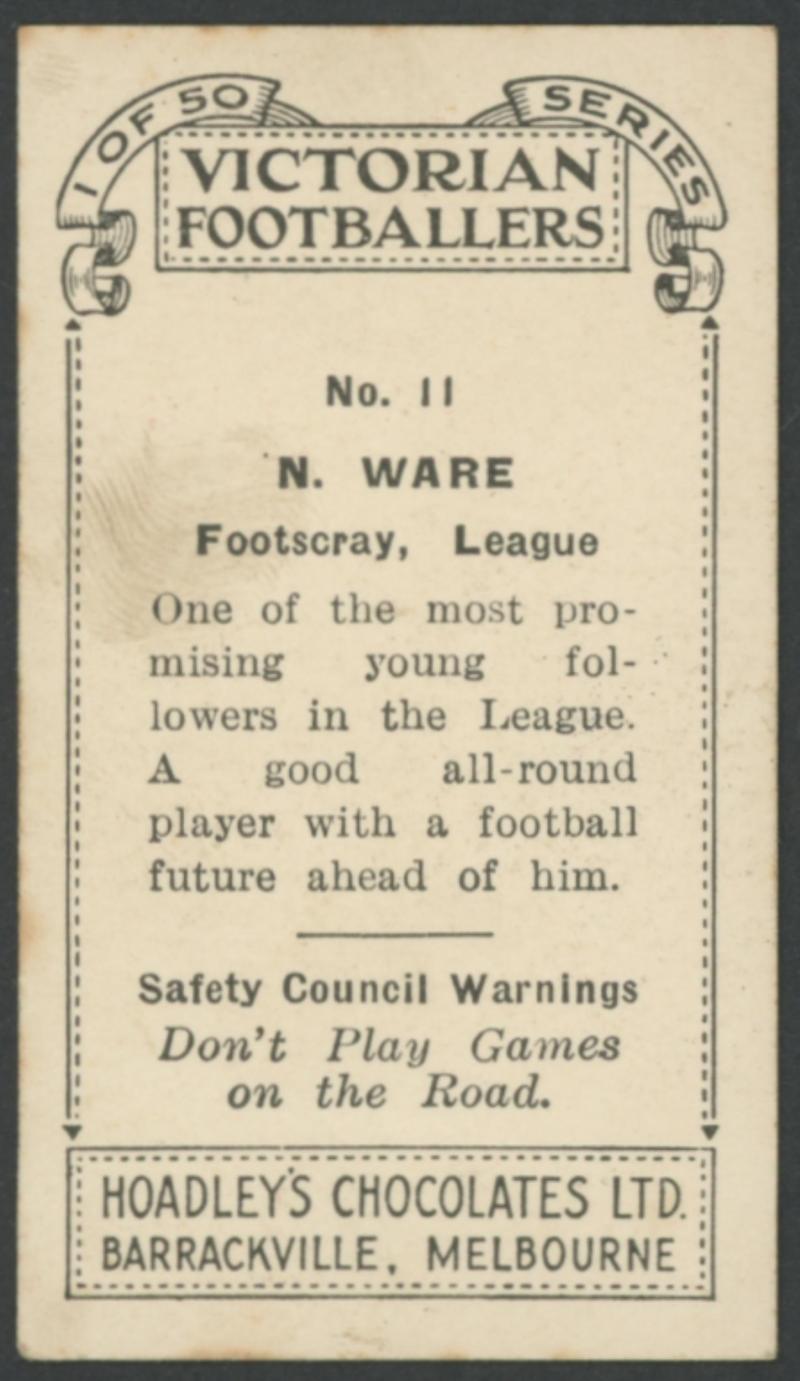 1 OF 50 SERIES
VICTORIAN
FOOTBALLERS
No. 11
N. WARE
Footscray, League
One of the most pro-
mising young fol-
lowers in the League.
A good all-round
player with a football
future ahead of him.
Safety Council Warnings
Don't Play Games
on the Road.
HOADLEY'S CHOCOLATES LTD.
BARRACKVILLE, MELBOURNE